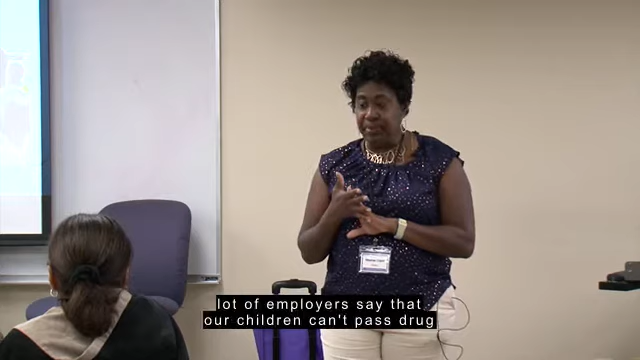 lot of employers say that
our children can't pass drug